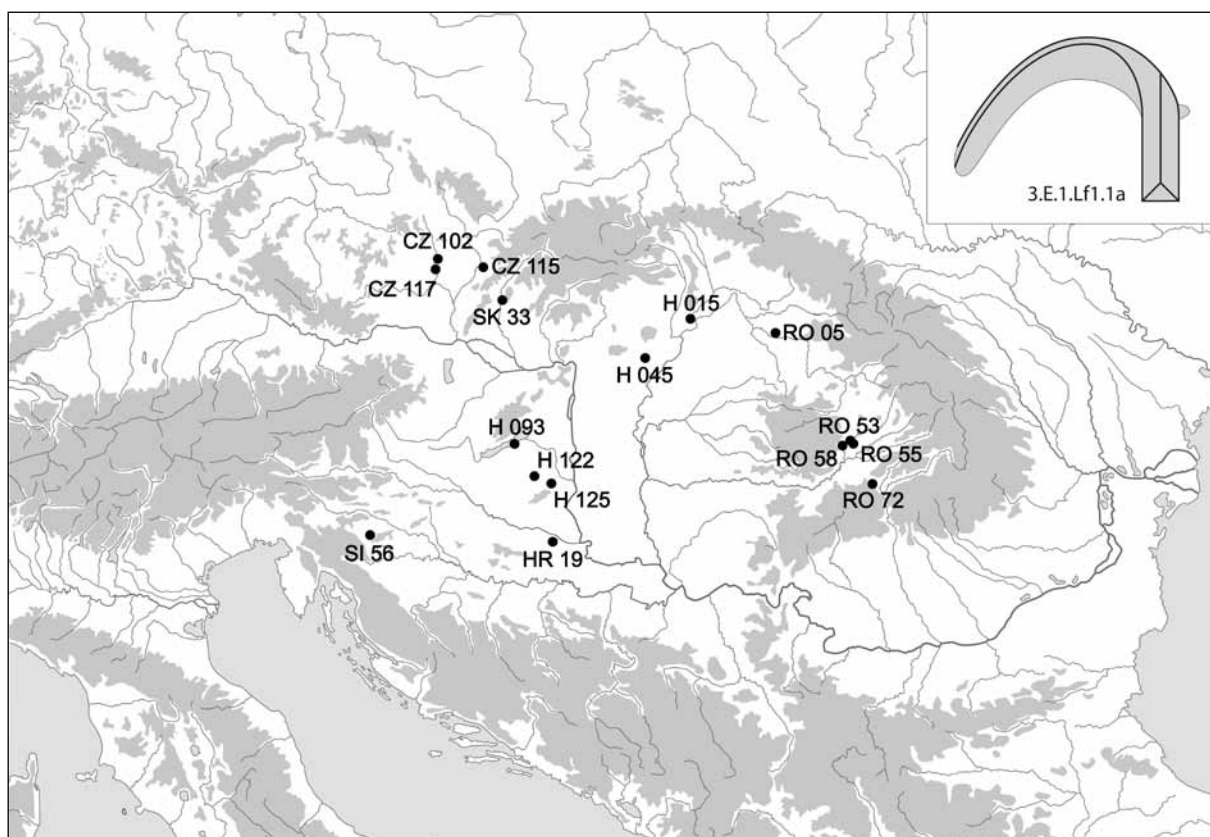 3.E.1.Lf1.1a
CZ 102
CZ 115
CZ 117
SK 33
H 015
RO 05
H 045
RO 53
H 093
RO 58
RO 55
H 122
H 125
RO 72
SI 56
HR 19